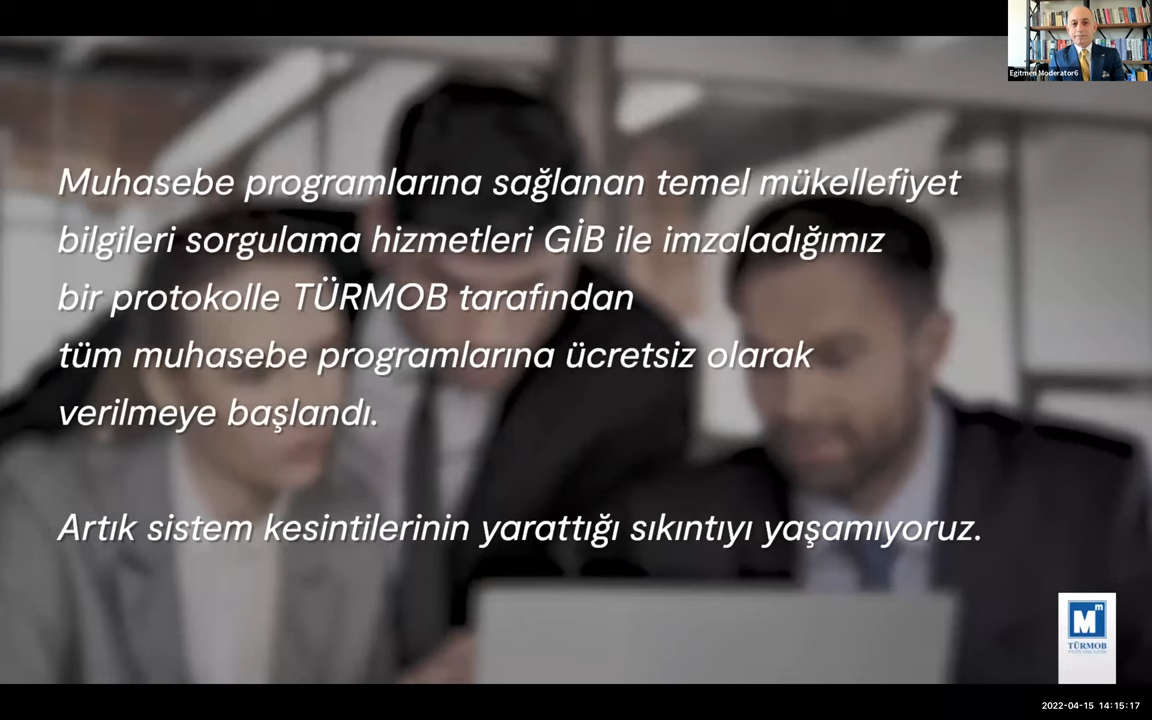 Egitmen Moderator6
Muhasebe programlarına sağlanan temel mükellefiyet
bilgileri sorgulama hizmetleri GİB ile imzaladığımız
bir protokolle TÜRMOB tarafından
tüm muhasebe programlarına ücretsiz olarak
verilmeye başlandı.
Artık sistem kesintilerinin yarattığı sıkıntıyı yaşamıyoruz.
Mm
TÜRMOB
2022-04-15 14:15:17